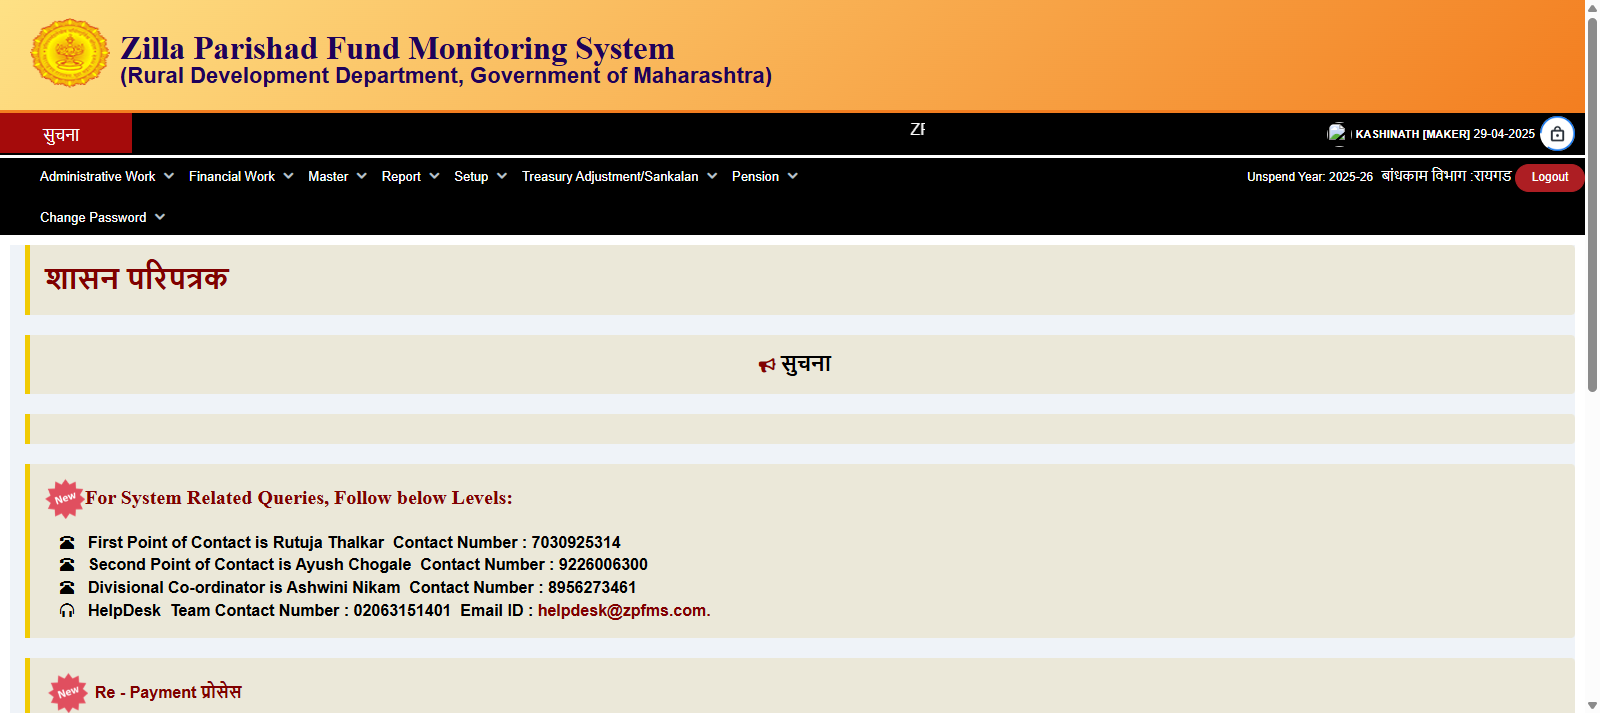 Zilla Parishad Fund Monitoring System
(Rural Development Department, Government of Maharashtra)
सुचना
ZF
KASHINATH [MAKER] 29-04-2025
Administrative Work Financial Work Master Report Setup Treasury Adjustment/Sankalan Pension
Unspend Year: 2025-26 बांधकाम विभाग :रायगड Logout
Change Password
शासन परिपत्रक
सुचना
New For System Related Queries, Follow below Levels:
First Point of Contact is Rutuja Thalkar Contact Number : 7030925314
Second Point of Contact is Ayush Chogale Contact Number : 9226006300
Divisional Co-ordinator is Ashwini Nikam Contact Number : 8956273461
HelpDesk Team Contact Number : 02063151401 Email ID : helpdesk@zpfms.com.
New Re - Payment प्रोसेस